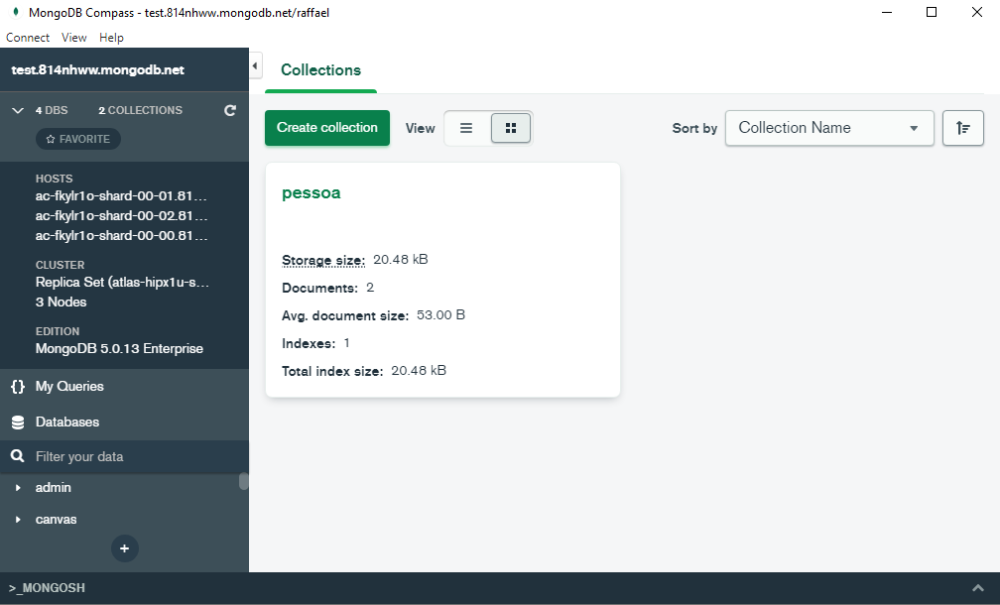 MongoDB Compass - test.814nhww.mongodb.net/raffael
Connect View Help
test.814nhww.mongodb.net
4 DBS 2 COLLECTIONS
FAVORITE
HOSTS
ac-fkylr1o-shard-00-01.81...
ac-fkylr1o-shard-00-02.81...
ac-fkylr1o-shard-00-00.81...
CLUSTER
Replica Set (atlas-hipx1u-s...
3 Nodes
EDITION
MongoDB 5.0.13 Enterprise
{} My Queries
Databases
Filter your data
admin
canvas
+
Collections
Create collection View Sort by Collection Name
pessoa
Storage size: 20.48 kB
Documents: 2
Avg. document size: 53.00 B
Indexes: 1
Total index size: 20.48 kB
>_MONGOSH